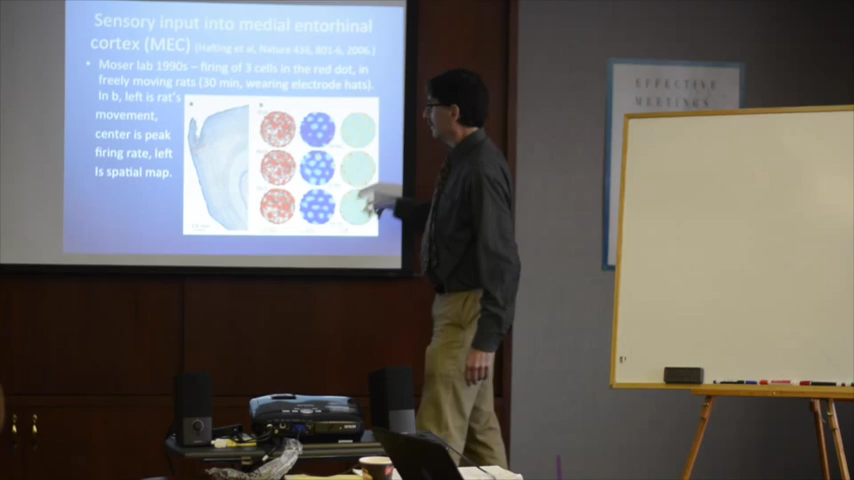 Sensory input into medial entorhinal
cortex (MEC) (Hafting et al, Nature 436, 801-6, 2006.)
• Moser lab 1990s – firing of 3 cells in the red dot, in
freely moving rats (30 min, wearing electrode hats).
In b, left is rat's
movement,
center is peak
firing rate, left
Is spatial map.
a
b
EFFECTIVE
MEETINGS